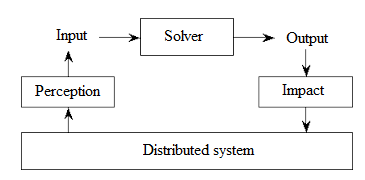 Input
Solver
Output
Perception
Impact
Distributed system